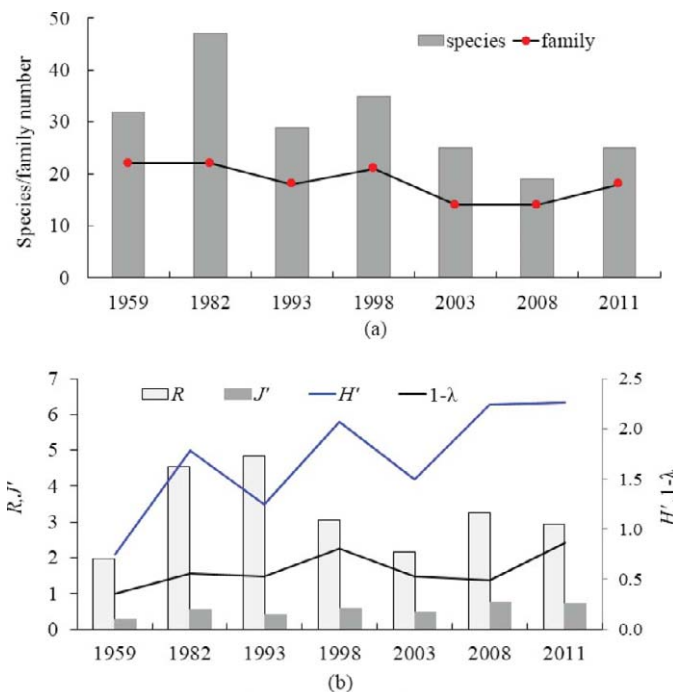 50
40
30
20
10
0
Species/family number
species
family
1959 1982 1993 1998 2003 2008 2011
(a)
7
6
5
4
3
2
1
0
R,J'
R J' H' 1-λ
2.5
2.0
1.5
1.0
0.5
0.0
H', 1-λ
1959 1982 1993 1998 2003 2008 2011
(b)